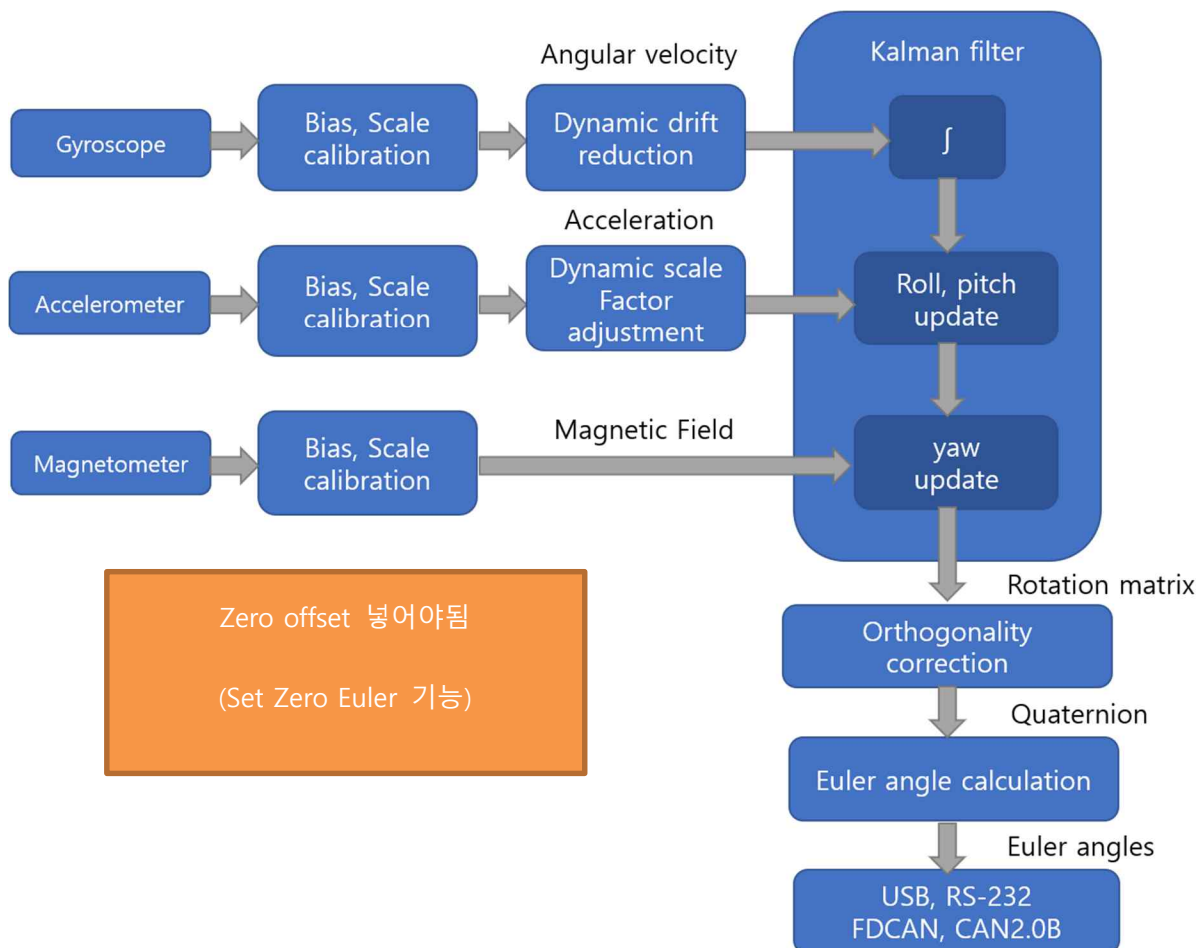 Angular velocity
Kalman filter
Gyroscope
Bias, Scale
calibration
Dynamic drift
reduction
∫
Acceleration
Accelerometer
Bias, Scale
calibration
Dynamic scale
Factor
adjustment
Roll, pitch
update
Magnetometer
Bias, Scale
calibration
Magnetic Field
yaw
update
Zero offset 넣어야됨
(Set Zero Euler 기능)
Rotation matrix
Orthogonality
correction
Quaternion
Euler angle calculation
Euler angles
USB, RS-232
FDCAN, CAN2.0B